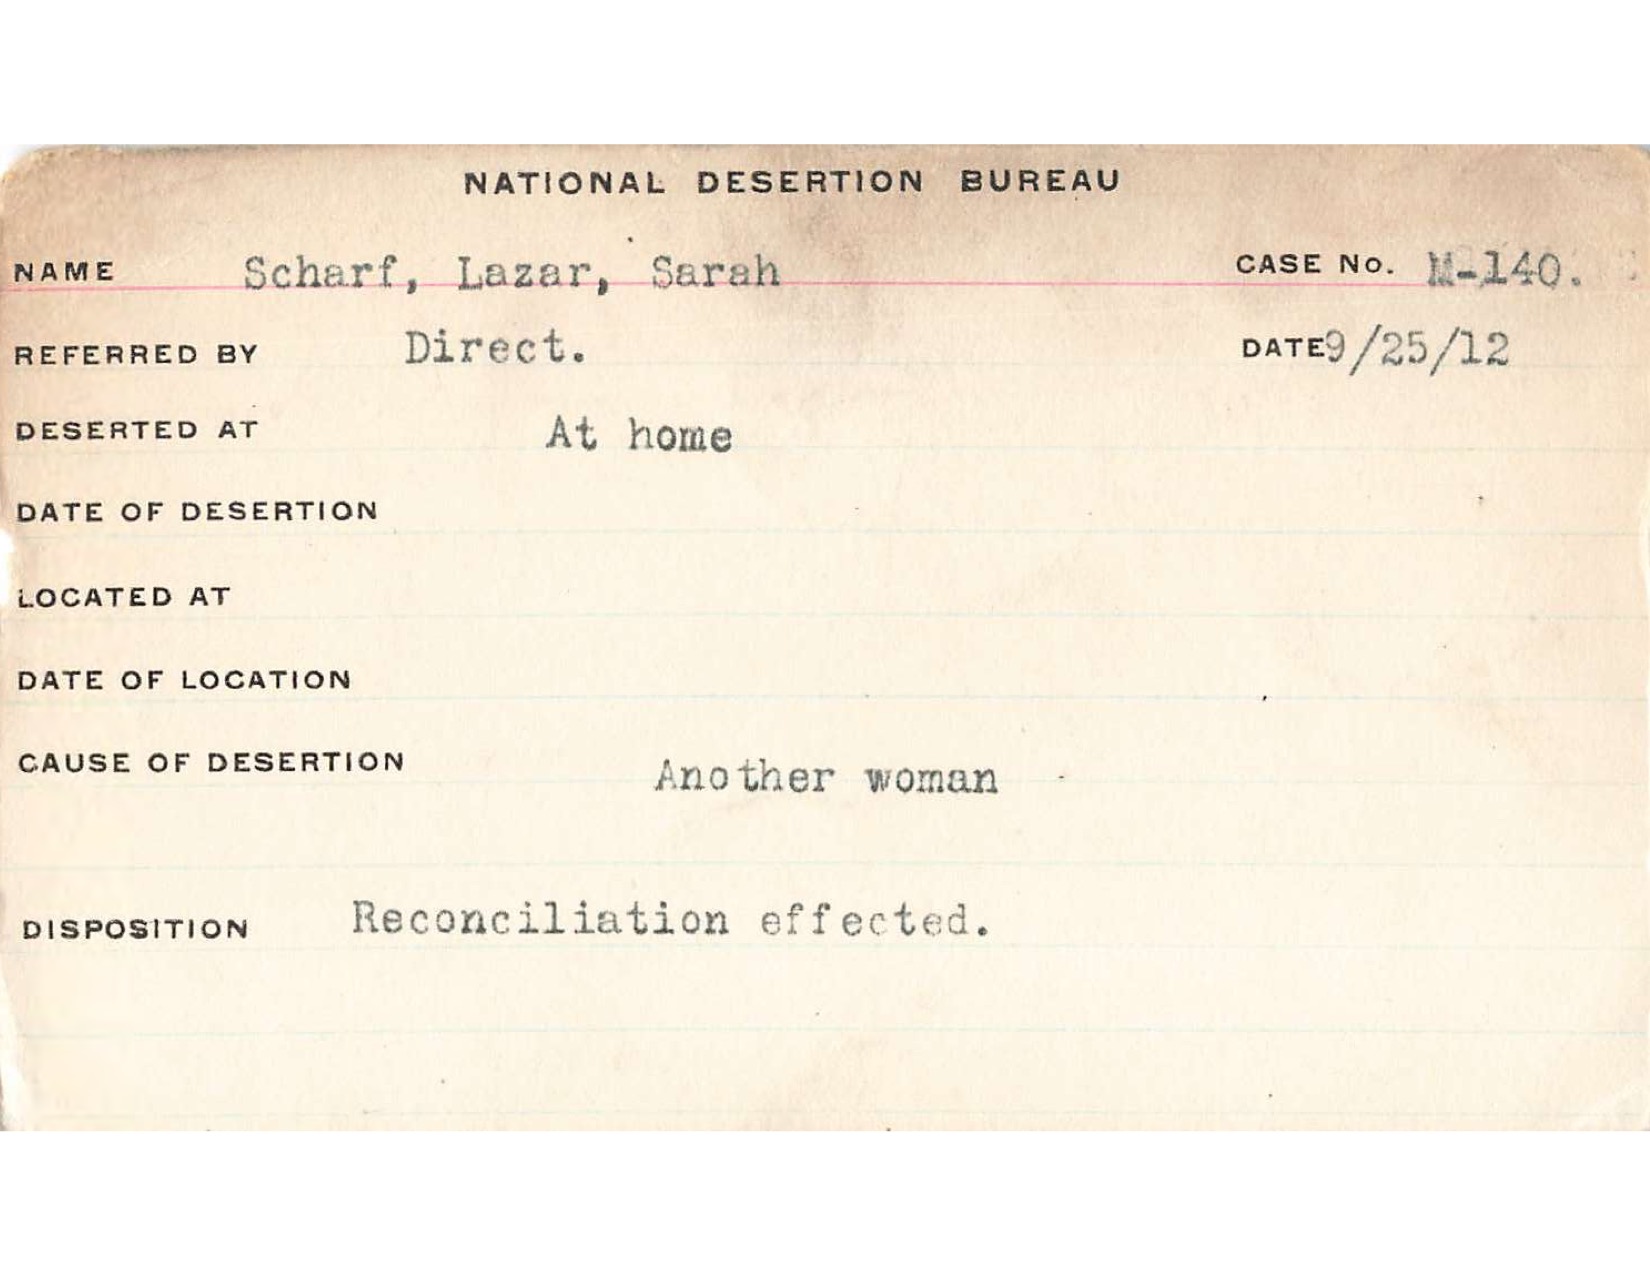 NATIONAL DESERTION BUREAU
NAME Scharf, Lazar, Sarah CASE No. M-140.
REFERRED BY Direct. DATE 9/25/12
DESERTED AT At home
DATE OF DESERTION
LOCATED AT
DATE OF LOCATION
CAUSE OF DESERTION Another woman
DISPOSITION Reconciliation effected.